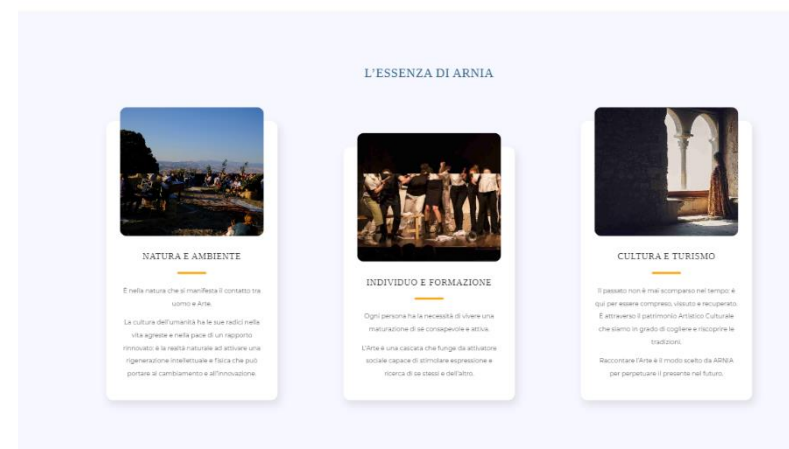 L'ESSENZA DI ARNIA
NATURA E AMBIENTE
È nella natura che si manifesta il contatto tra
uomo e Arte.
La cultura dell'umanità ha le sue radici nella
vita agreste e nella pace di un rapporto
rinnovato: è la realtà naturale ad attivare una
rigenerazione intellettuale e fisica che può
portare al cambiamento e all'innovazione.
INDIVIDUO E FORMAZIONE
Ogni persona ha la necessità di vivere una
maturazione di sé consapevole e attiva.
L'Arte è una cascata che funge da attivatore
sociale capace di stimolare espressione e
ricerca di se stessi e dell'altro.
CULTURA E TURISMO
Il passato non è mai scomparso nel tempo: è
qui per essere compreso, vissuto e recuperato.
È attraverso il patrimonio Artistico Culturale
che siamo in grado di cogliere e riscoprire le
tradizioni.
Raccontare l'Arte è il modo scelto da ARNIA
per perpetuare il presente nel futuro.